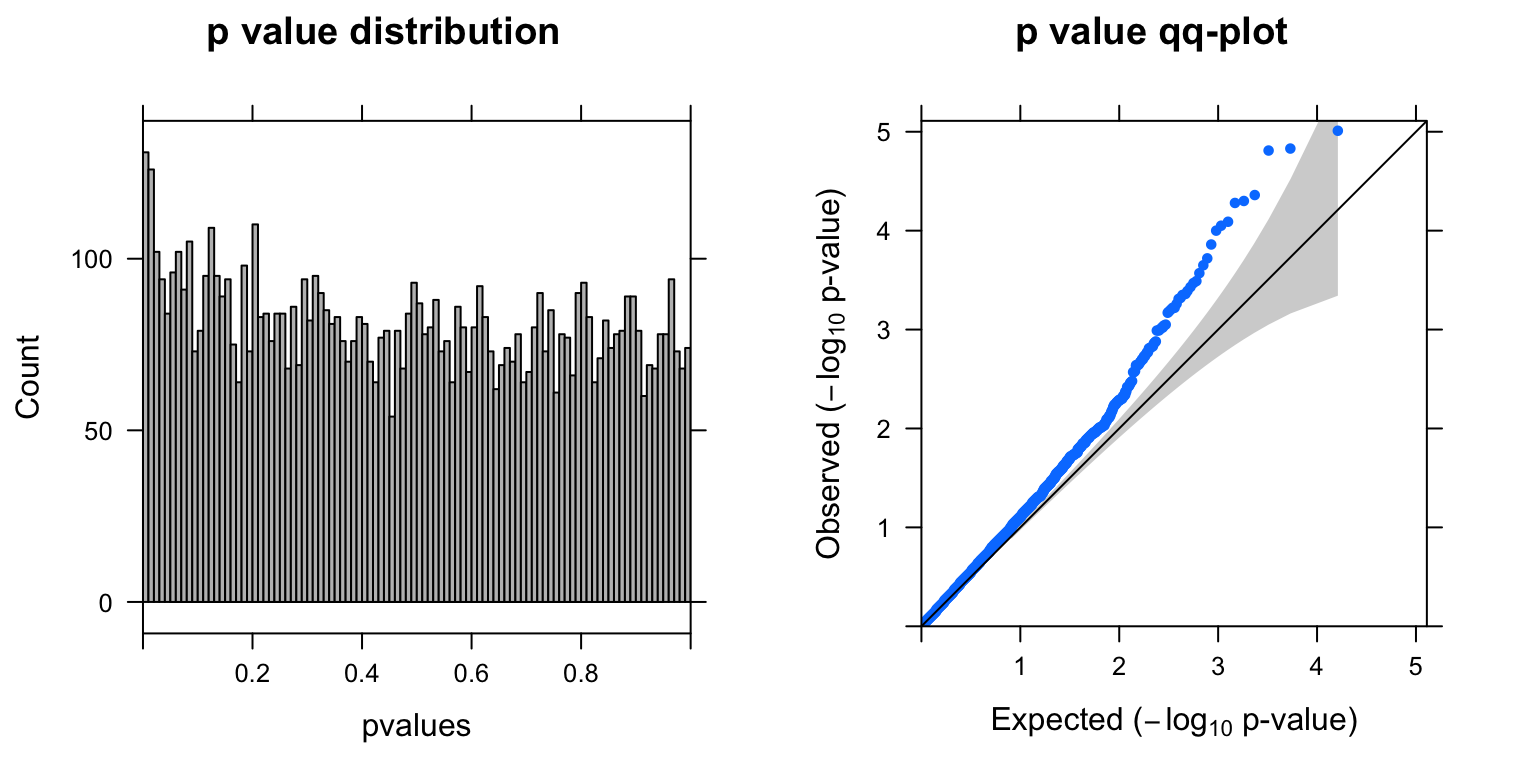 p value distribution
Count
100
50
0
0.2 0.4 0.6 0.8
pvalues
p value qq-plot
Observed (−log10 p-value)
5
4
3
2
1
1 2 3 4 5
Expected (−log10 p-value)